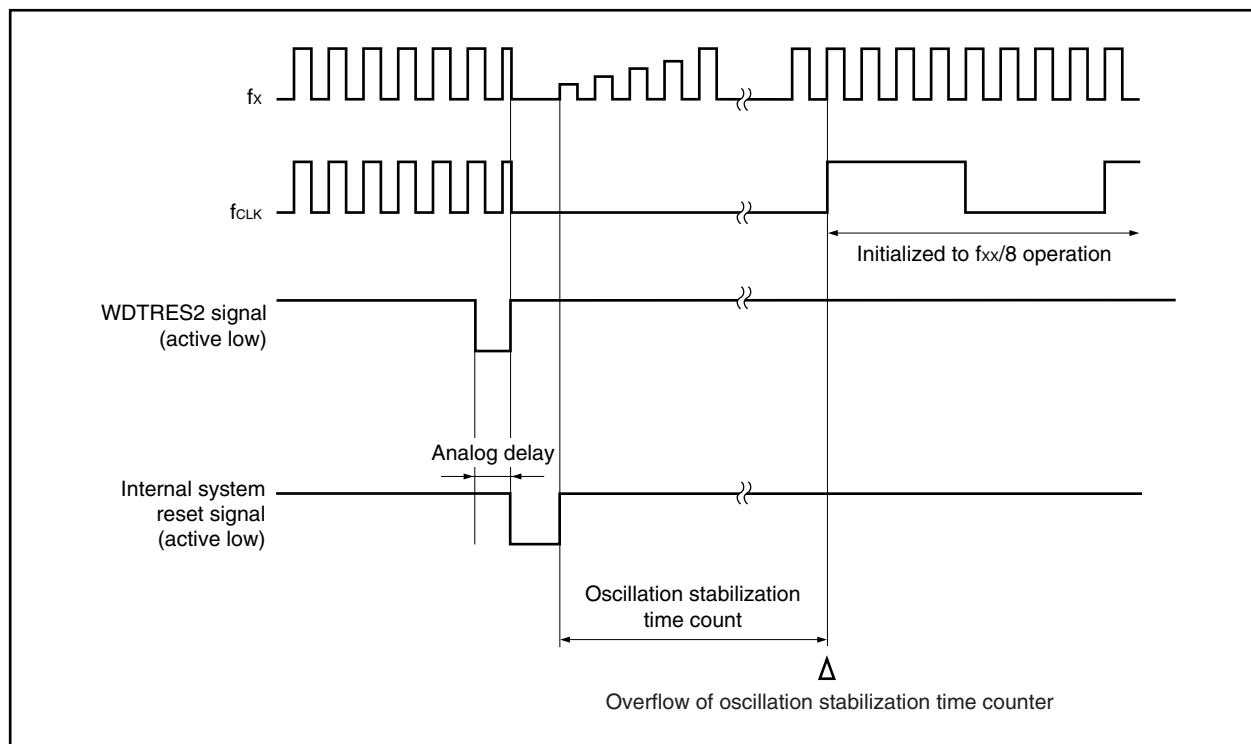 fX
fCLK
Initialized to fXX/8 operation
WDTRES2 signal
(active low)
Analog delay
Internal system
reset signal
(active low)
Oscillation stabilization
time count
Overflow of oscillation stabilization time counter